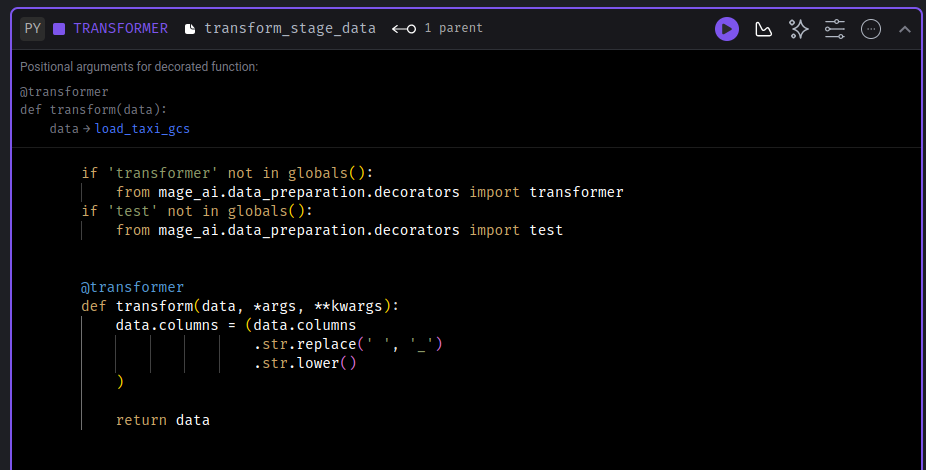 PY TRANSFORMER transform_stage_data 1 parent
Positional arguments for decorated function:
@transformer
def transform(data):
    data → load_taxi_gcs
if 'transformer' not in globals():
    from mage_ai.data_preparation.decorators import transformer
if 'test' not in globals():
    from mage_ai.data_preparation.decorators import test
@transformer
def transform(data, *args, **kwargs):
    data.columns = (data.columns
                    .str.replace(' ', '_')
                    .str.lower()
    )
    return data